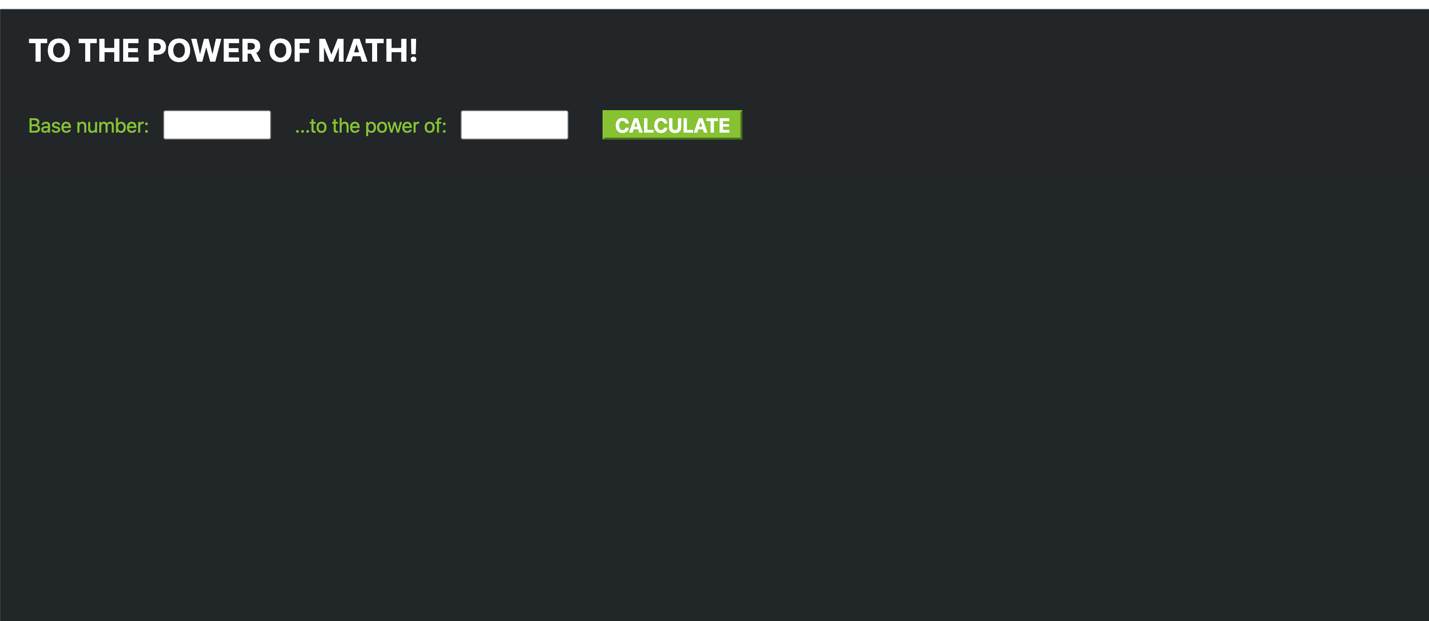 TO THE POWER OF MATH!
Base number: ...to the power of: CALCULATE